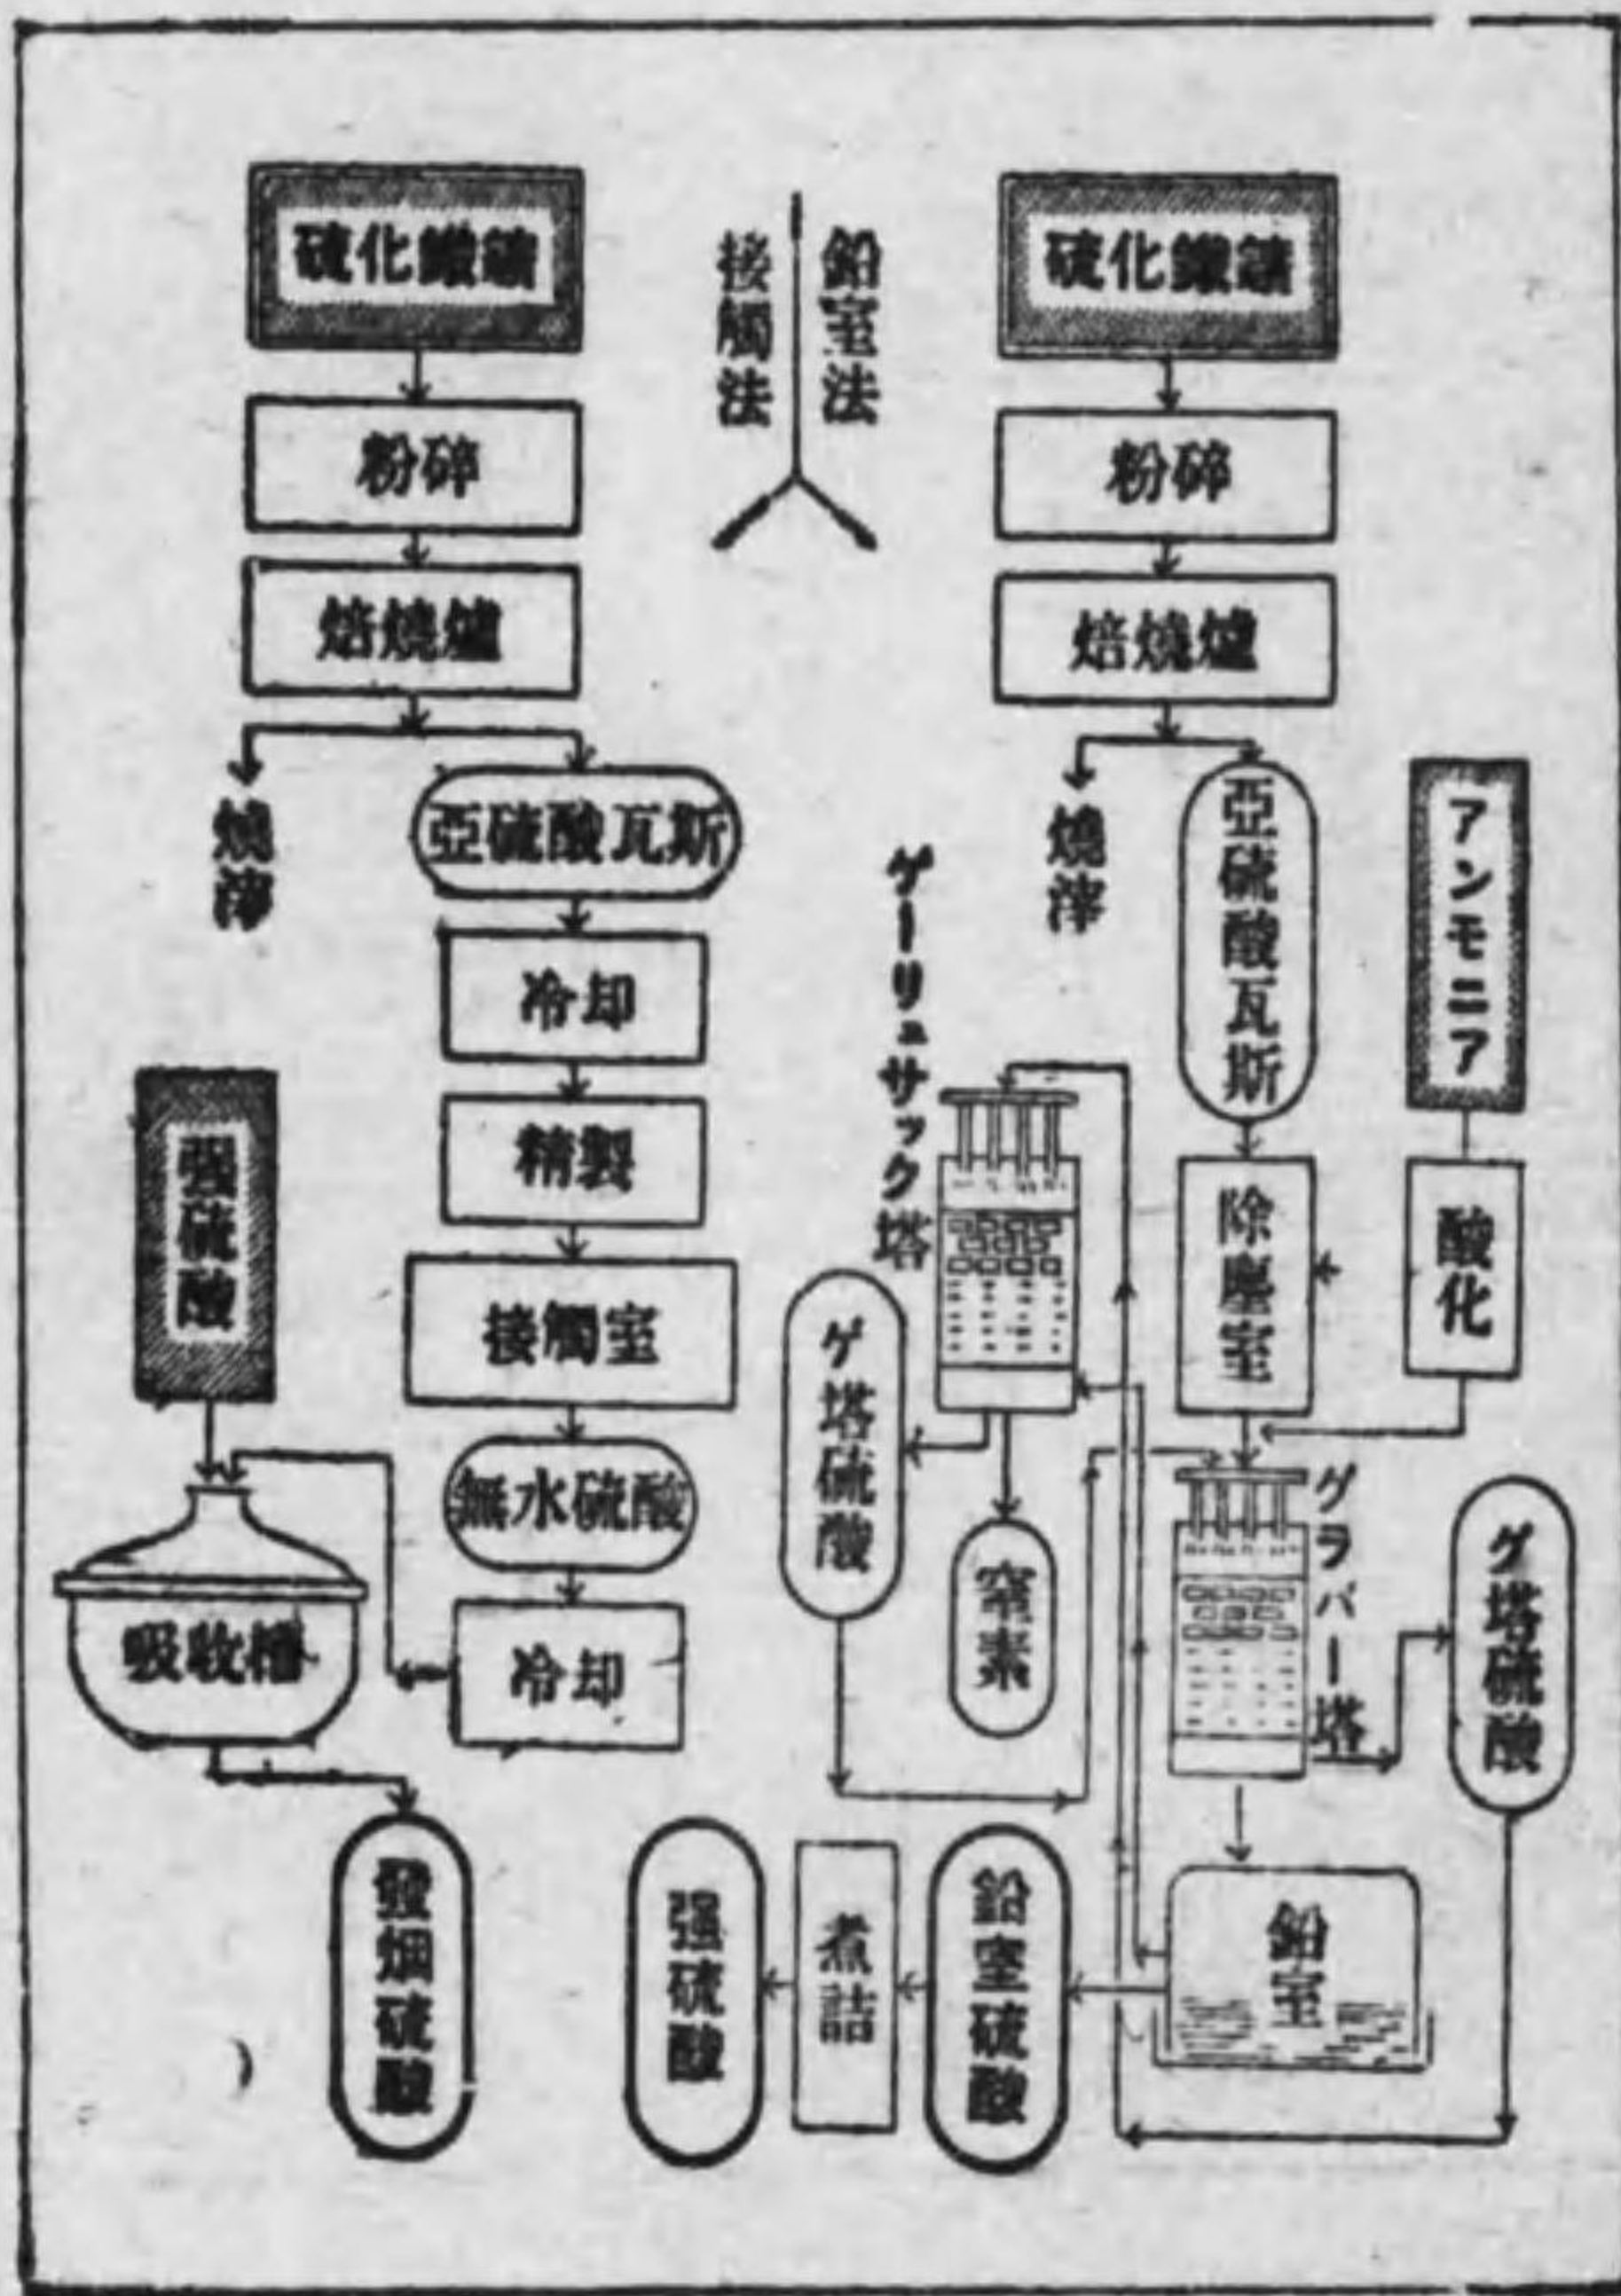 鉛室法
接觸法
硫化鐵鑛
粉碎
焙燒爐
燒滓
亞硫酸瓦斯
アンモニア
除塵室
酸化
グラバー塔
グ塔硫酸
鉛室
ゲーリュサック塔
ゲ塔硫酸
窒素
鉛室硫酸
煮詰
强硫酸
硫化鐵鑛
粉碎
焙燒爐
燒滓
亞硫酸瓦斯
冷却
精製
接觸室
無水硫酸
冷却
强硫酸
吸收槽
發烟硫酸